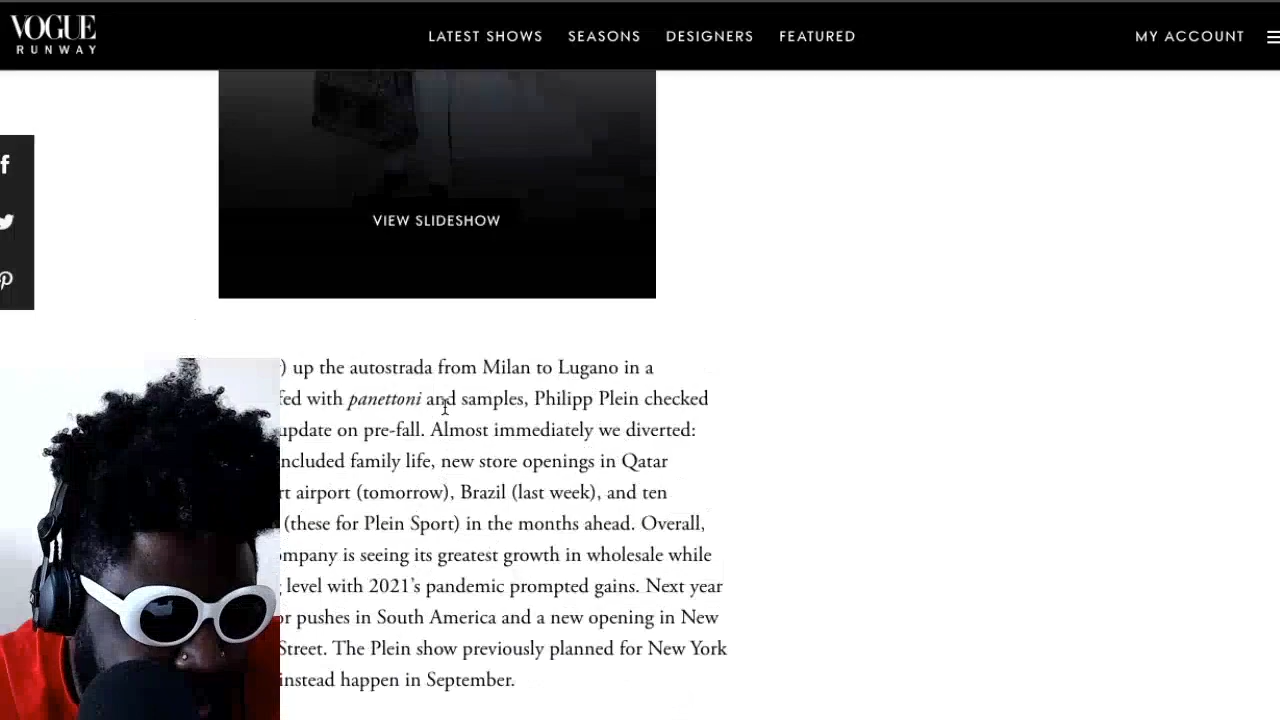 VOGUE
RUNWAY
LATEST SHOWS SEASONS DESIGNERS FEATURED MY ACCOUNT
VIEW SLIDESHOW
) up the autostrada from Milan to Lugano in a
with panettoni and samples, Philipp Plein checked
update on pre-fall. Almost immediately we diverted:
included family life, new store openings in Qatar
airport (tomorrow), Brazil (last week), and ten
(these for Plein Sport) in the months ahead. Overall,
is seeing its greatest growth in wholesale while
level with 2021's pandemic prompted gains. Next year
pushes in South America and a new opening in New
Street. The Plein show previously planned for New York
instead happen in September.